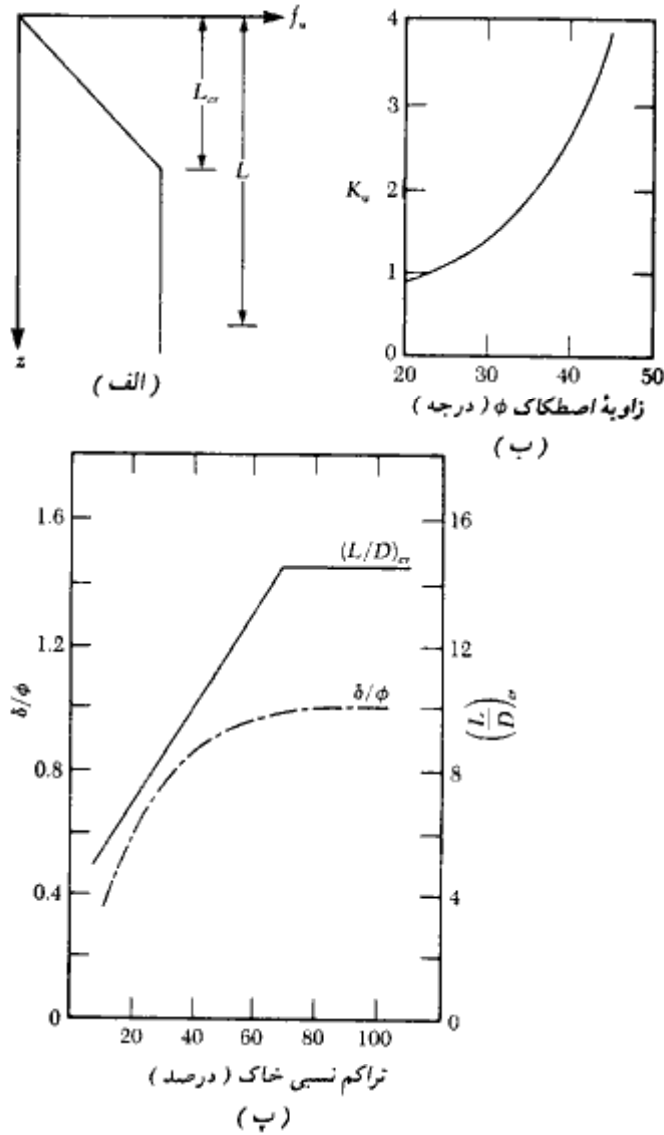 f_u
L_cr
L
z
( الف )
4
3
K_u
2
1
0
20 30 40 50
زاویهٔ اصطکاک ϕ ( درجه )
( ب )
1.6
1.2
δ/ϕ
0.8
0.4
0
(L/D)_cr
δ/ϕ
16
12
(L/D)_cr
8
4
0
20 40 60 80 100
تراکم نسبی خاک ( درصد )
( پ )